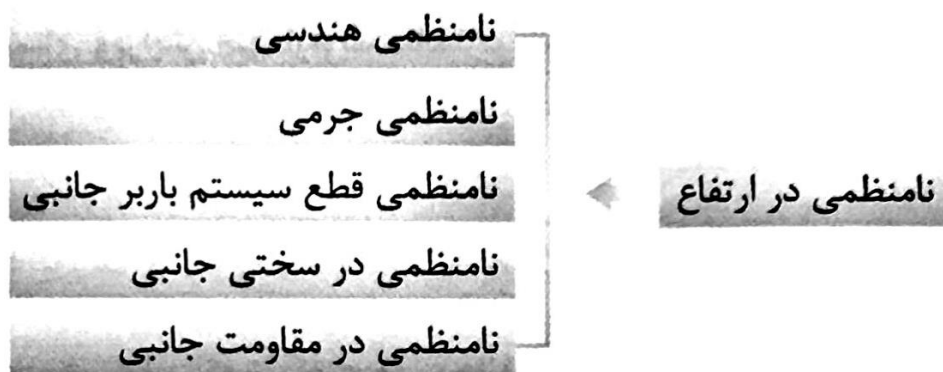 نامنظمی در ارتفاع
نامنظمی هندسی
نامنظمی جرمی
نامنظمی قطع سیستم باربر جانبی
نامنظمی در سختی جانبی
نامنظمی در مقاومت جانبی